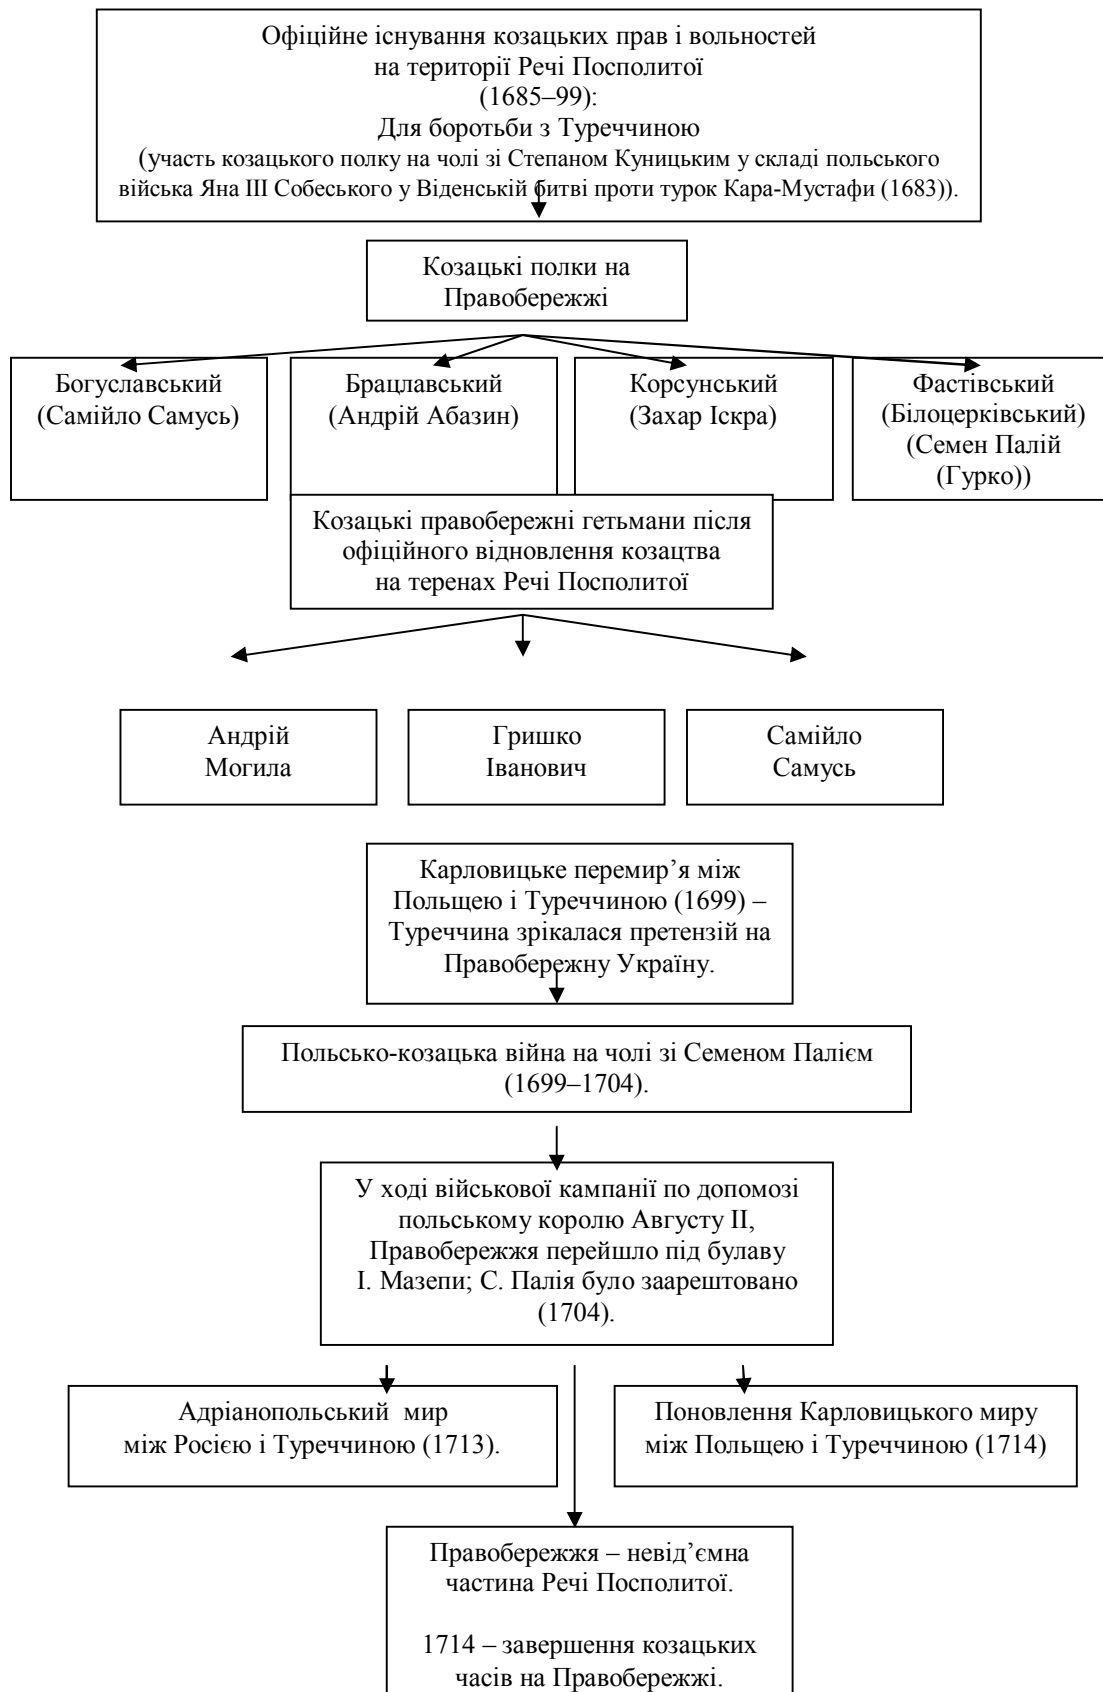 Офіційне існування козацьких прав і вольностей
на території Речі Посполитої
(1685–99):
Для боротьби з Туреччиною
(участь козацького полку на чолі зі Степаном Куницьким у складі польського
війська Яна III Собеського у Віденській битві проти турок Кара-Мустафи (1683)).
Козацькі полки на
Правобережжі
Богуславський
(Самійло Самусь)
Брацлавський
(Андрій Абазин)
Корсунський
(Захар Іскра)
Фастівський
(Білоцерківський)
(Семен Палій
(Гурко))
Козацькі правобережні гетьмани після
офіційного відновлення козацтва
на теренах Речі Посполитої
Андрій
Могила
Гришко
Іванович
Самійло
Самусь
Карловицьке перемир’я між
Польщею і Туреччиною (1699) –
Туреччина зрікалася претензій на
Правобережну Україну.
Польсько-козацька війна на чолі зі Семеном Палієм
(1699–1704).
У ході військової кампанії по допомозі
польському королю Августу II,
Правобережжя перейшло під булаву
І. Мазепи; С. Палія було заарештовано
(1704).
Адріанопольський мир
між Росією і Туреччиною (1713).
Поновлення Карловицького миру
між Польщею і Туреччиною (1714)
Правобережжя – невід’ємна
частина Речі Посполитої.
1714 – завершення козацьких
часів на Правобережжі.